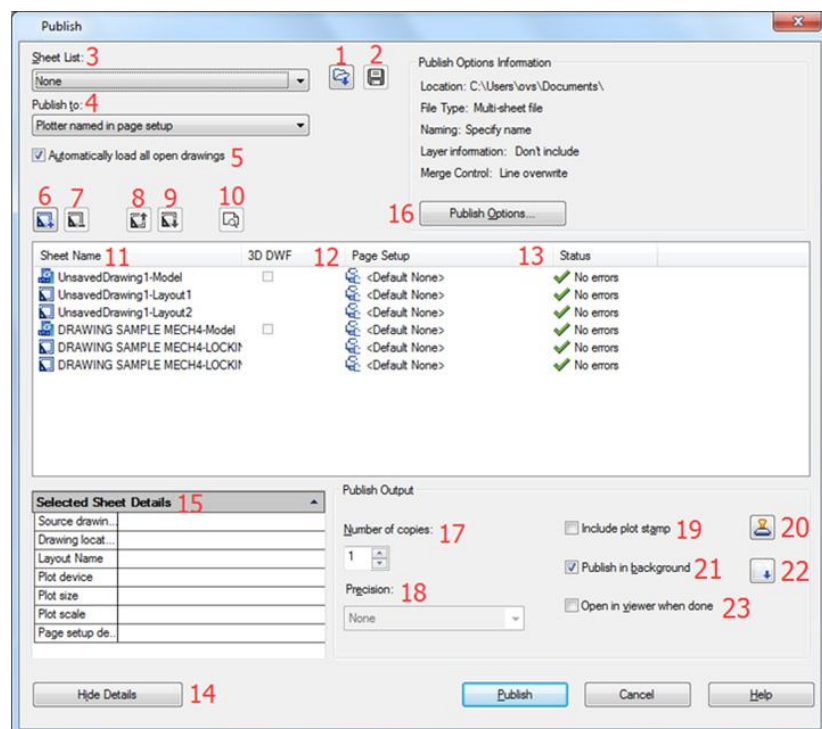 Publish
Sheet List: 3
1 2
None
Publish to: 4
Plotter named in page setup
Automatically load all open drawings 5
6 7 8 9 10
Publish Options Information
Location: C:\Users\ovs\Documents\
File Type: Multi-sheet file
Naming: Specify name
Layer information: Don't include
Merge Control: Line overwrite
16 Publish Options...
Sheet Name 11 3D DWF 12 Page Setup 13 Status
UnsavedDrawing1-Model <Default None> No errors
UnsavedDrawing1-Layout1 <Default None> No errors
UnsavedDrawing1-Layout2 <Default None> No errors
DRAWING SAMPLE MECH4-Model <Default None> No errors
DRAWING SAMPLE MECH4-LOCKIN <Default None> No errors
DRAWING SAMPLE MECH4-LOCKIN <Default None> No errors
Selected Sheet Details 15
Source drawin...
Drawing locat...
Layout Name
Plot device
Plot size
Plot scale
Page setup de...
Publish Output
Number of copies: 17
1
Precision: 18
None
Include plot stamp 19
20
Publish in background 21
22
Open in viewer when done 23
Hide Details 14
Publish Cancel Help